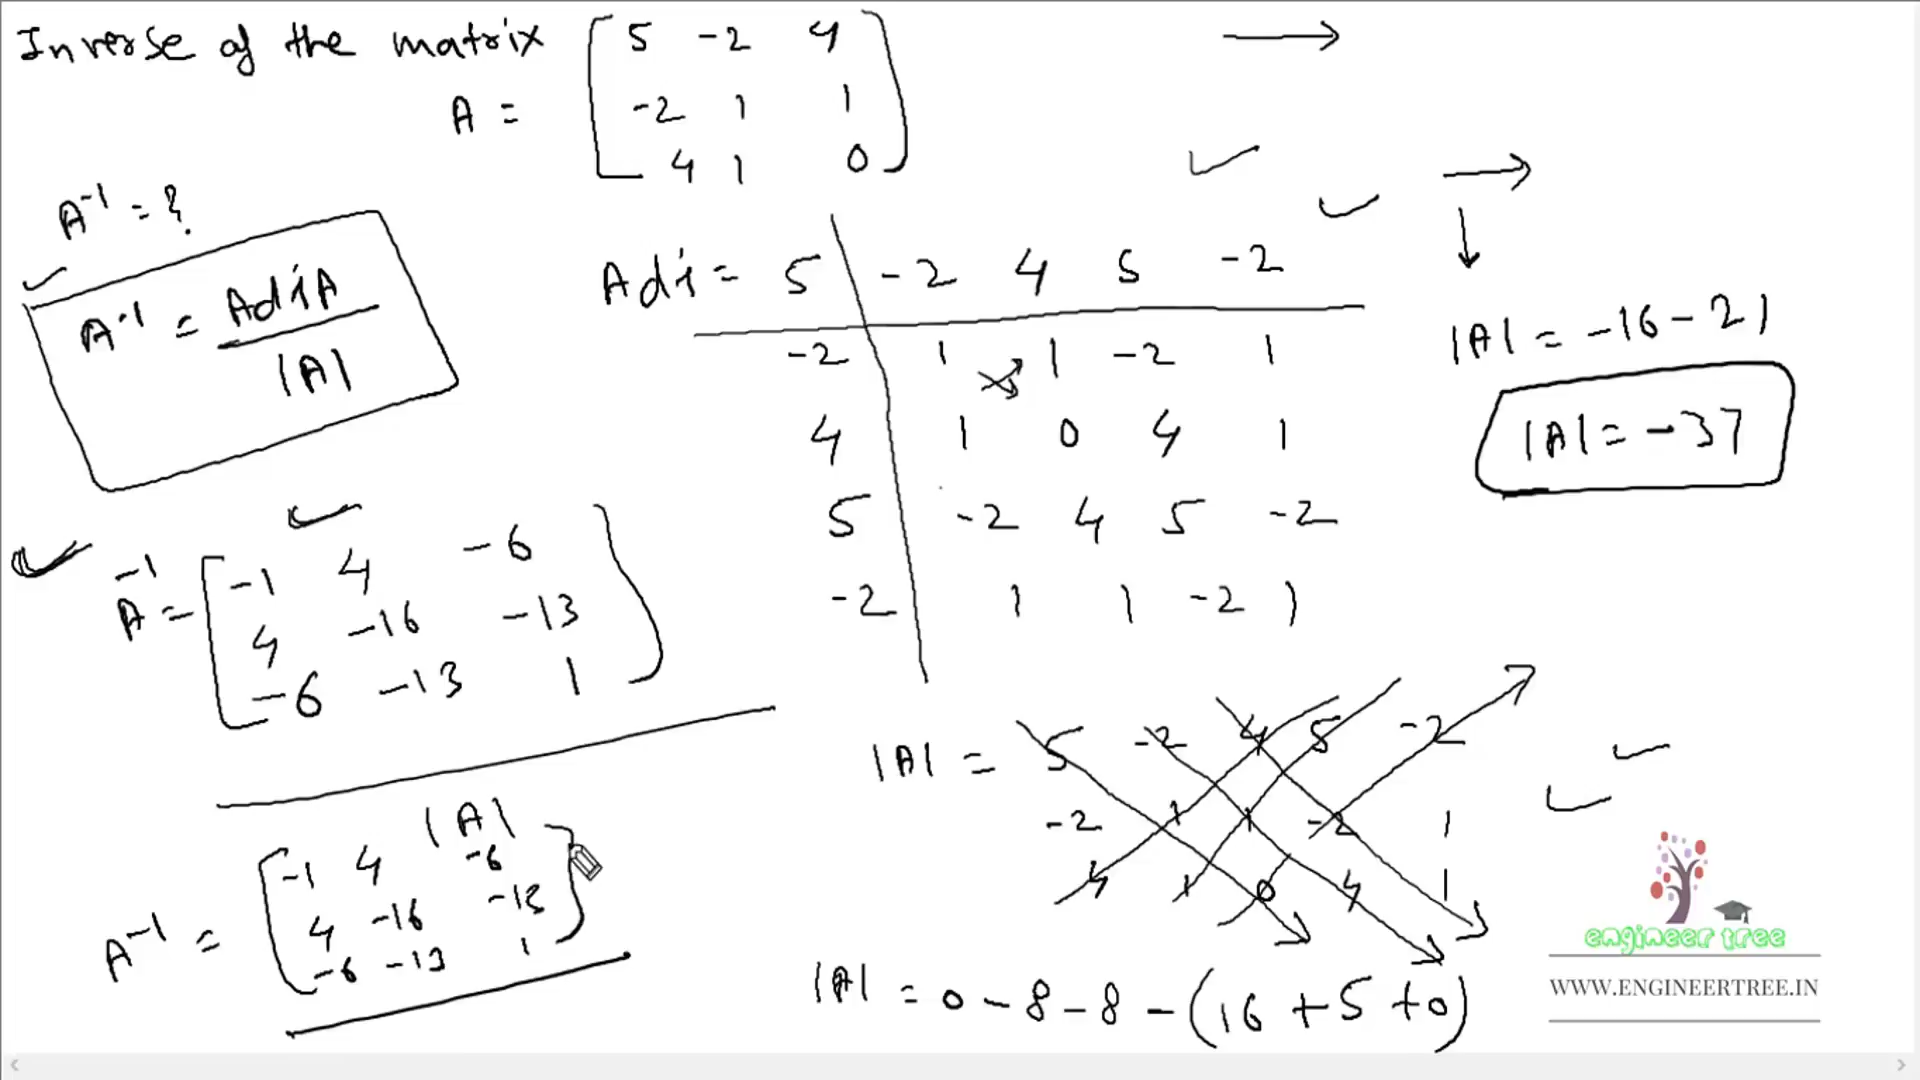 Inverse of the matrix
A = [ 5 -2 4
-2 1 1
4 1 0 ]
A⁻¹ = ?
A⁻¹ = AdjA / |A|
Adj = 5 -2 4 5 -2
-2 1 1 -2 1
4 1 0 4 1
5 -2 4 5 -2
-2 1 1 -2 1
|A| = -16 - 21
|A| = -37
A⁻¹ = [ -1 4 -6
4 -16 -13
-6 -13 1 ]
|A|
A⁻¹ = [ -1 4 -6
4 -16 -13
-6 -13 1 ]
|A| = 5 -2 4 5 -2
-2 1 1 -2 1
4 1 0 4 1
|A| = 0 - 8 - 8 - (16 + 5 + 0)
engineer tree
WWW.ENGINEERTREE.IN